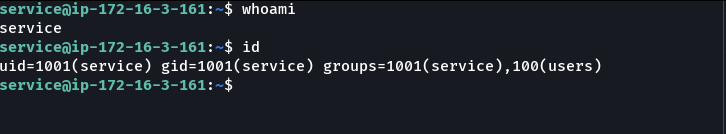 service@ip-172-16-3-161:~$ whoami
service
service@ip-172-16-3-161:~$ id
uid=1001(service) gid=1001(service) groups=1001(service),100(users)
service@ip-172-16-3-161:~$